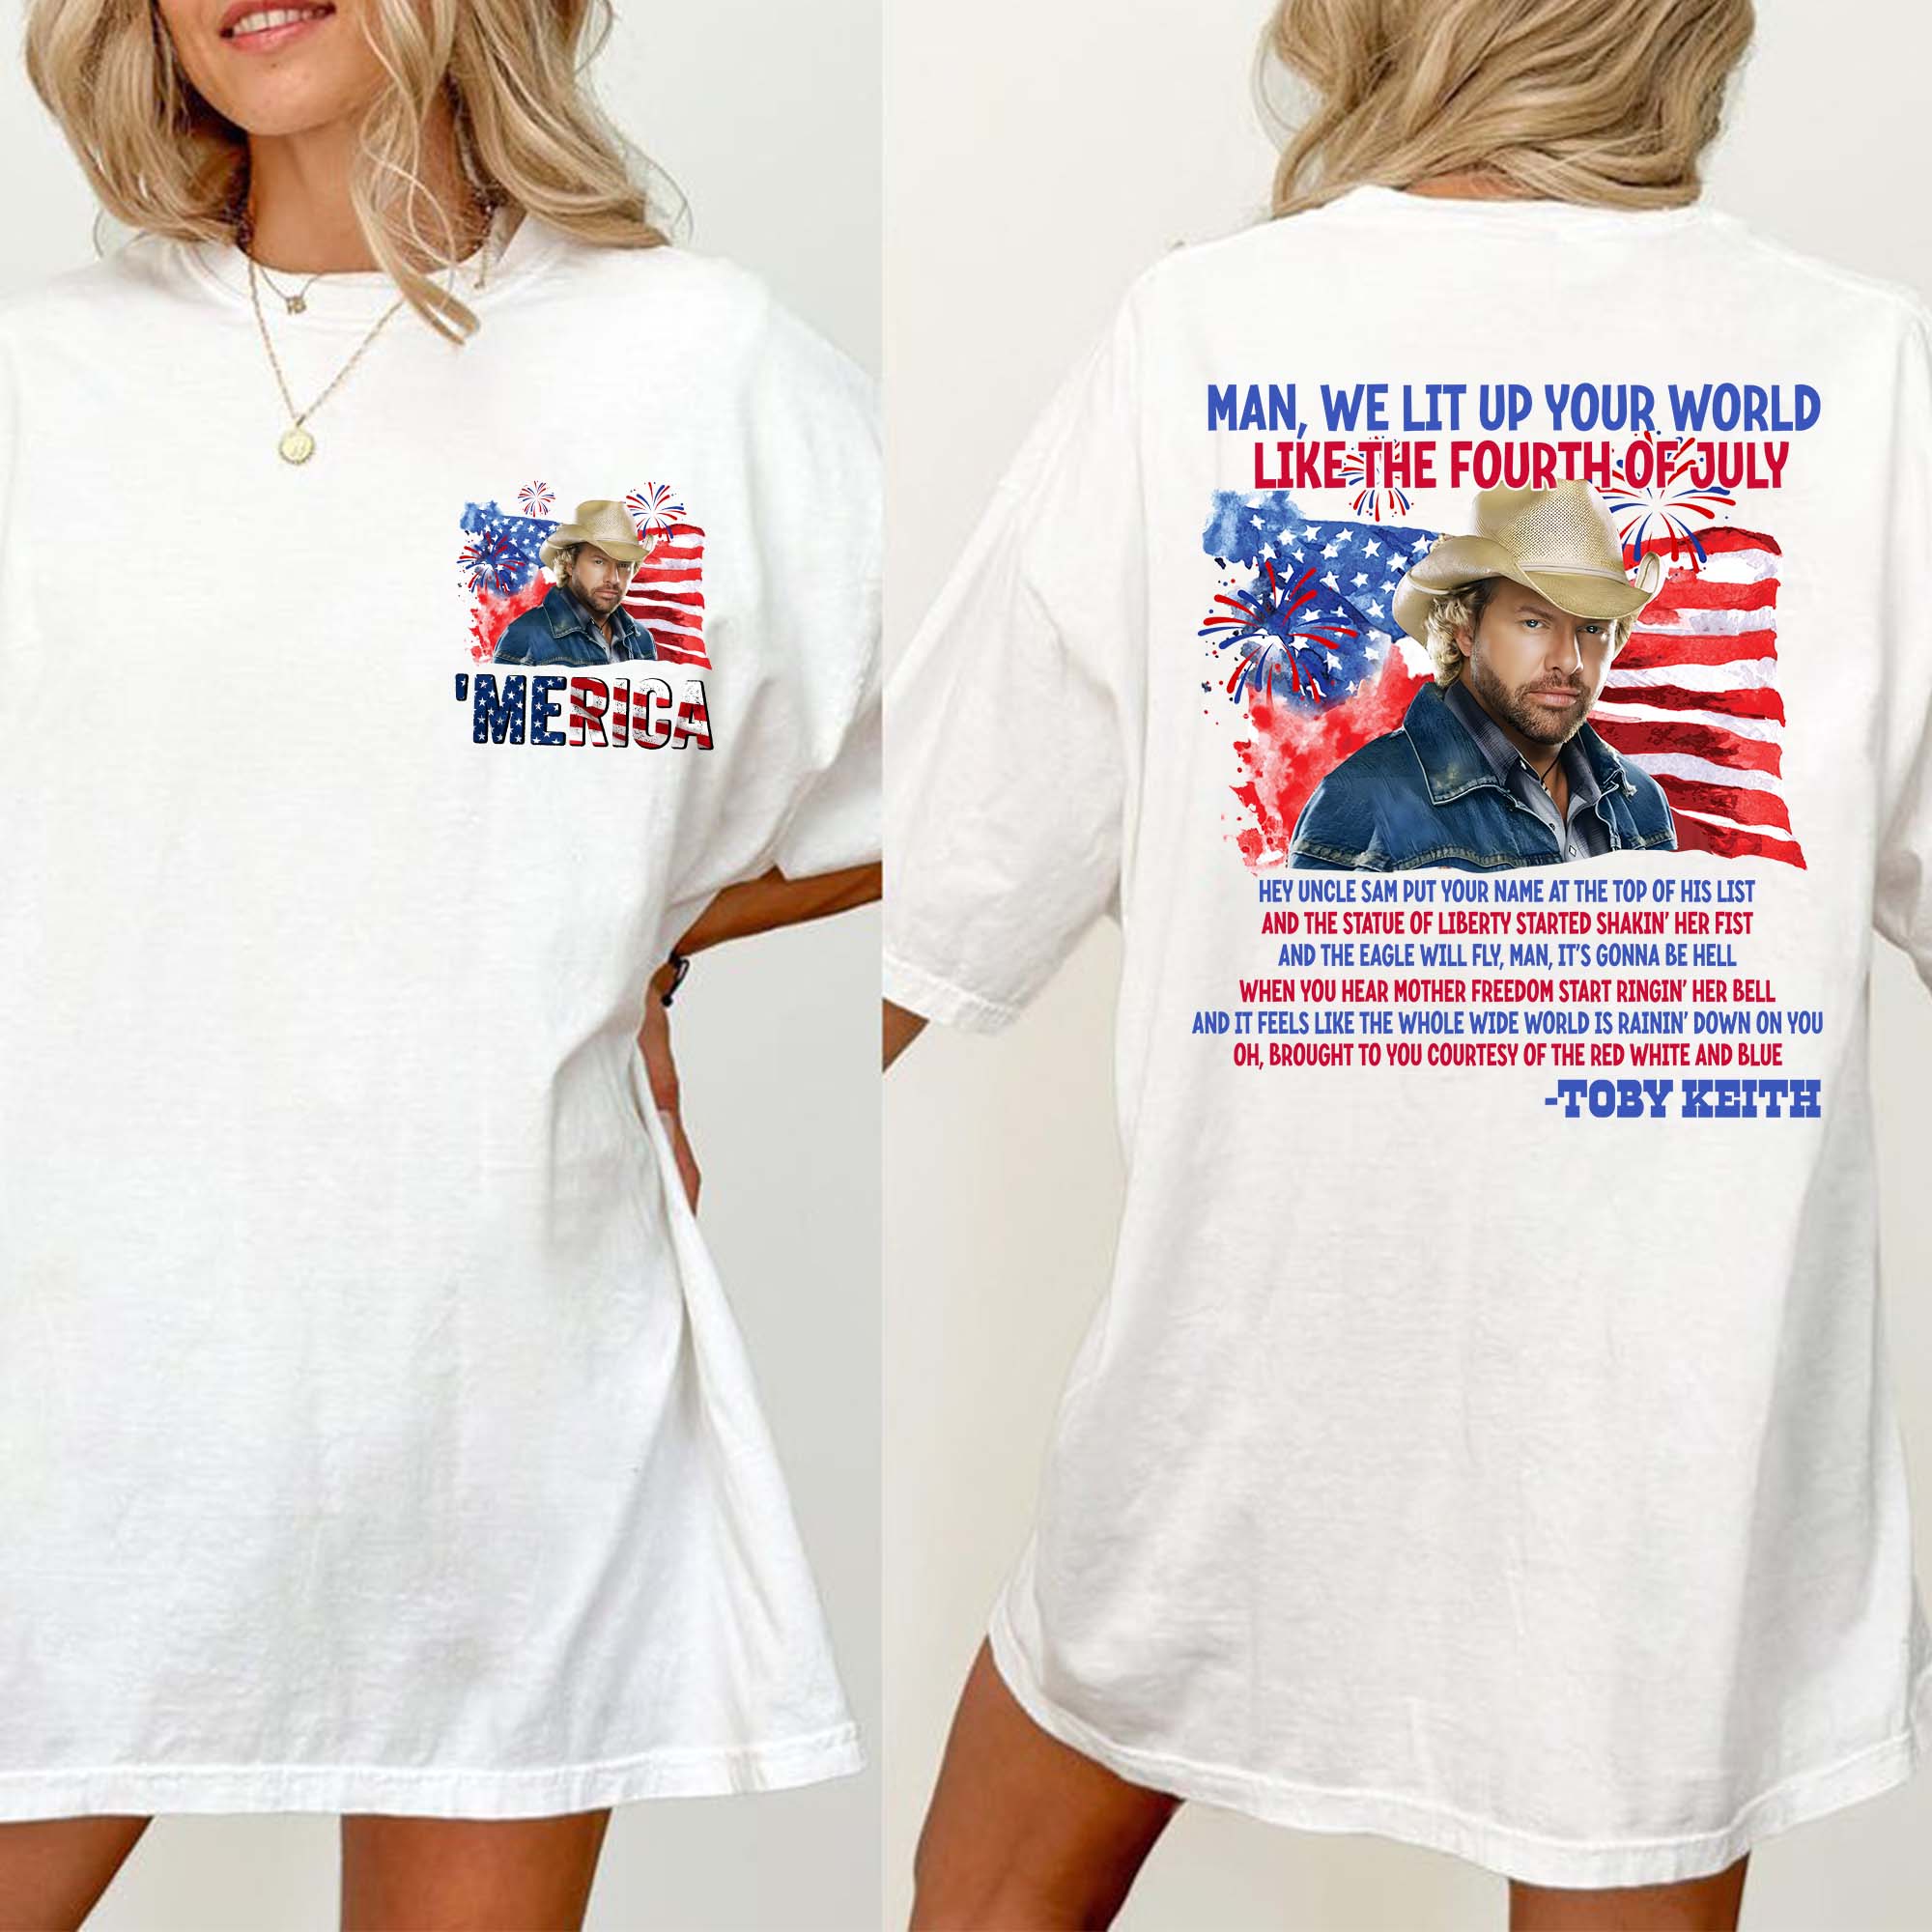 'MERICA
MAN, WE LIT UP YOUR WORLD
LIKE THE FOURTH OF JULY
HEY UNCLE SAM PUT YOUR NAME AT THE TOP OF HIS LIST
AND THE STATUE OF LIBERTY STARTED SHAKIN' HER FIST
AND THE EAGLE WILL FLY, MAN, IT'S GONNA BE HELL
WHEN YOU HEAR MOTHER FREEDOM START RINGIN' HER BELL
AND IT FEELS LIKE THE WHOLE WIDE WORLD IS RAININ' DOWN ON YOU
OH, BROUGHT TO YOU COURTESY OF THE RED WHITE AND BLUE
-TOBY KEITH